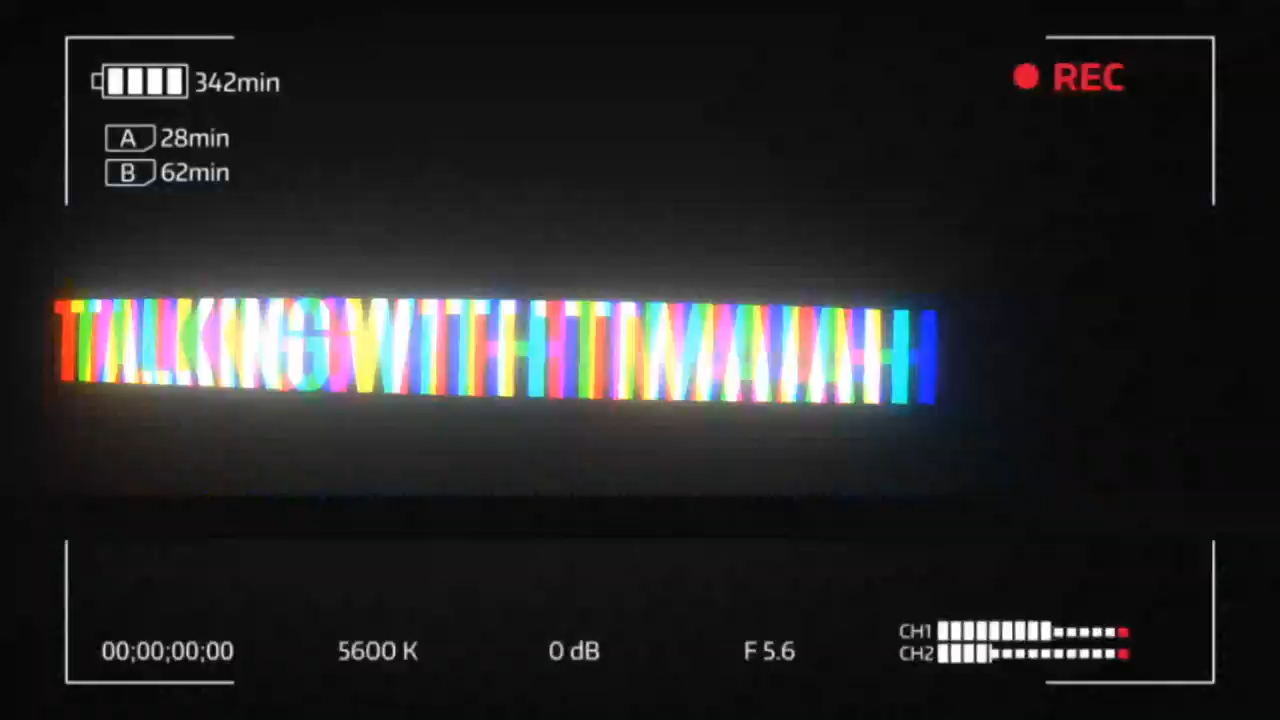 342min
REC
A 28min
B 62min
TALKING WITH
00;00;00;00
5600 K
0 dB
F 5.6
CH1
CH2